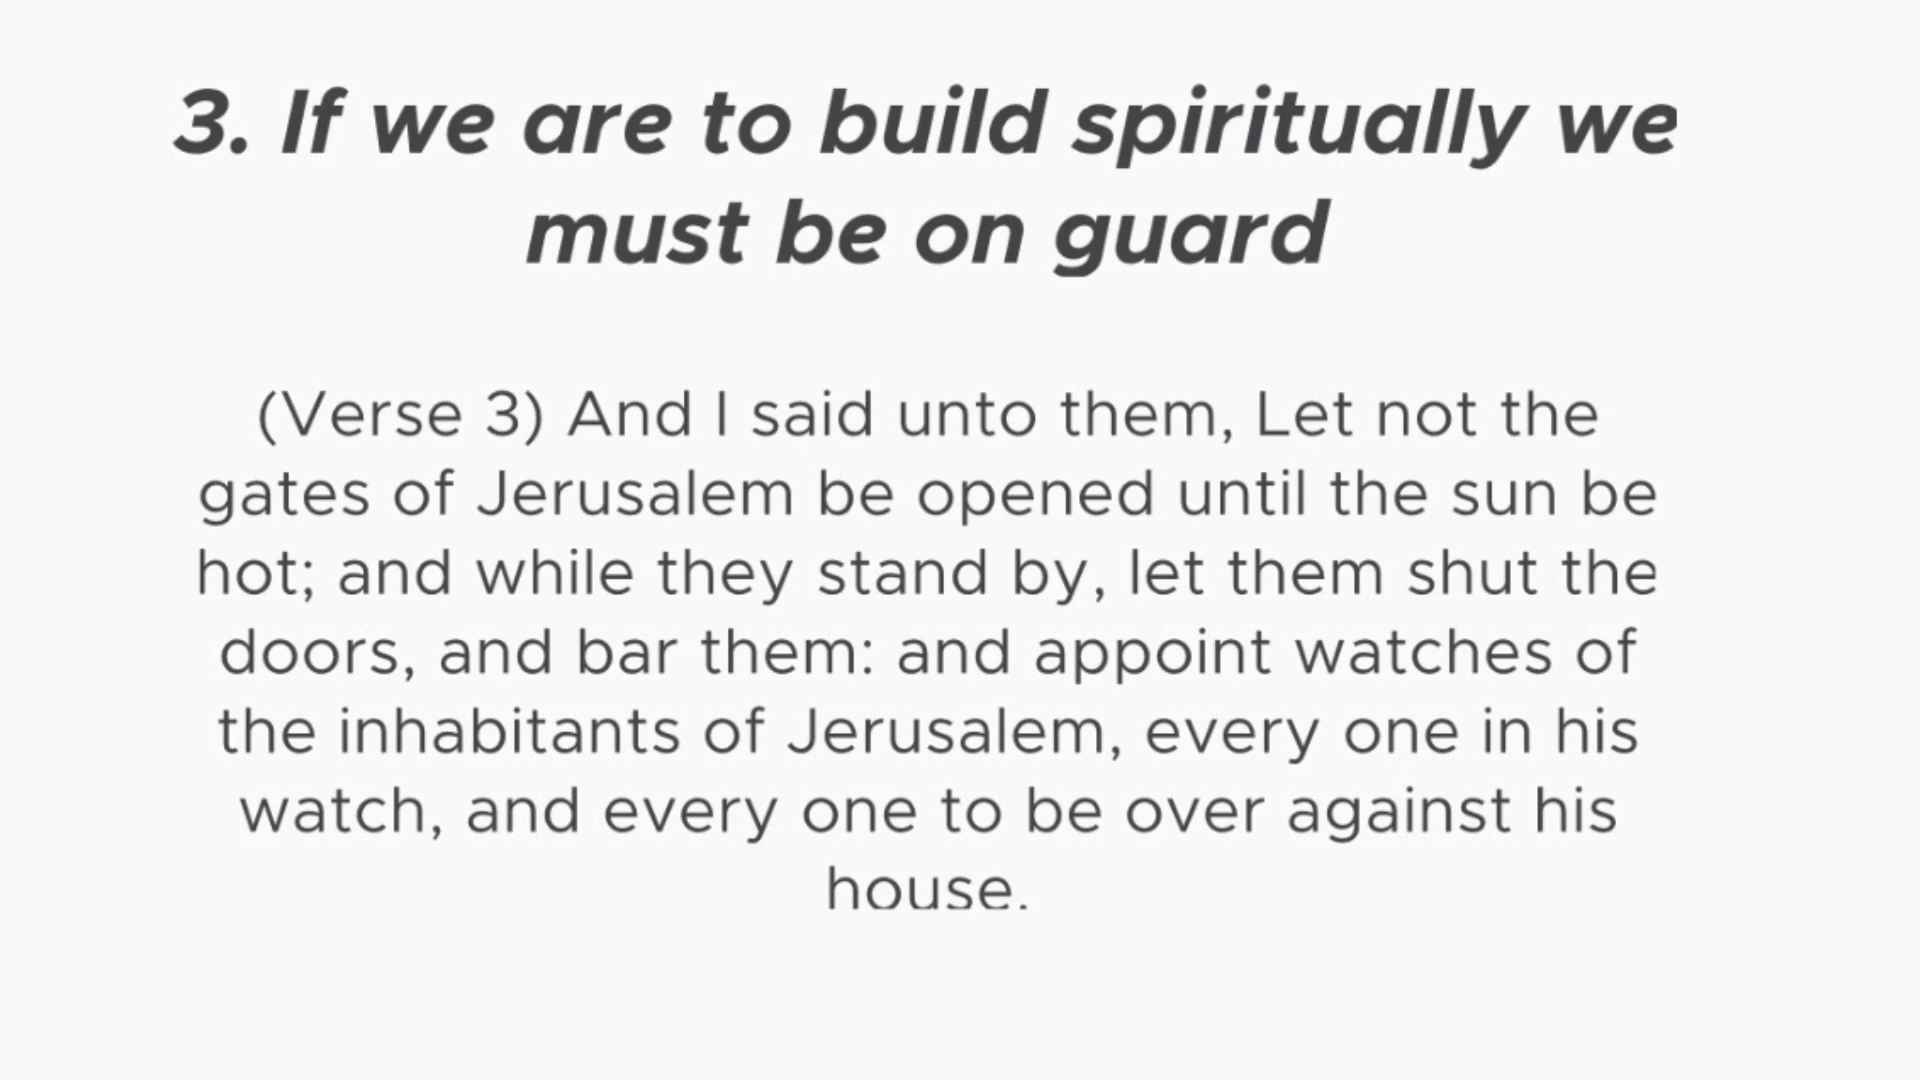 3. If we are to build spiritually we
must be on guard
(Verse 3) And I said unto them, Let not the
gates of Jerusalem be opened until the sun be
hot; and while they stand by, let them shut the
doors, and bar them: and appoint watches of
the inhabitants of Jerusalem, every one in his
watch, and every one to be over against his
house.